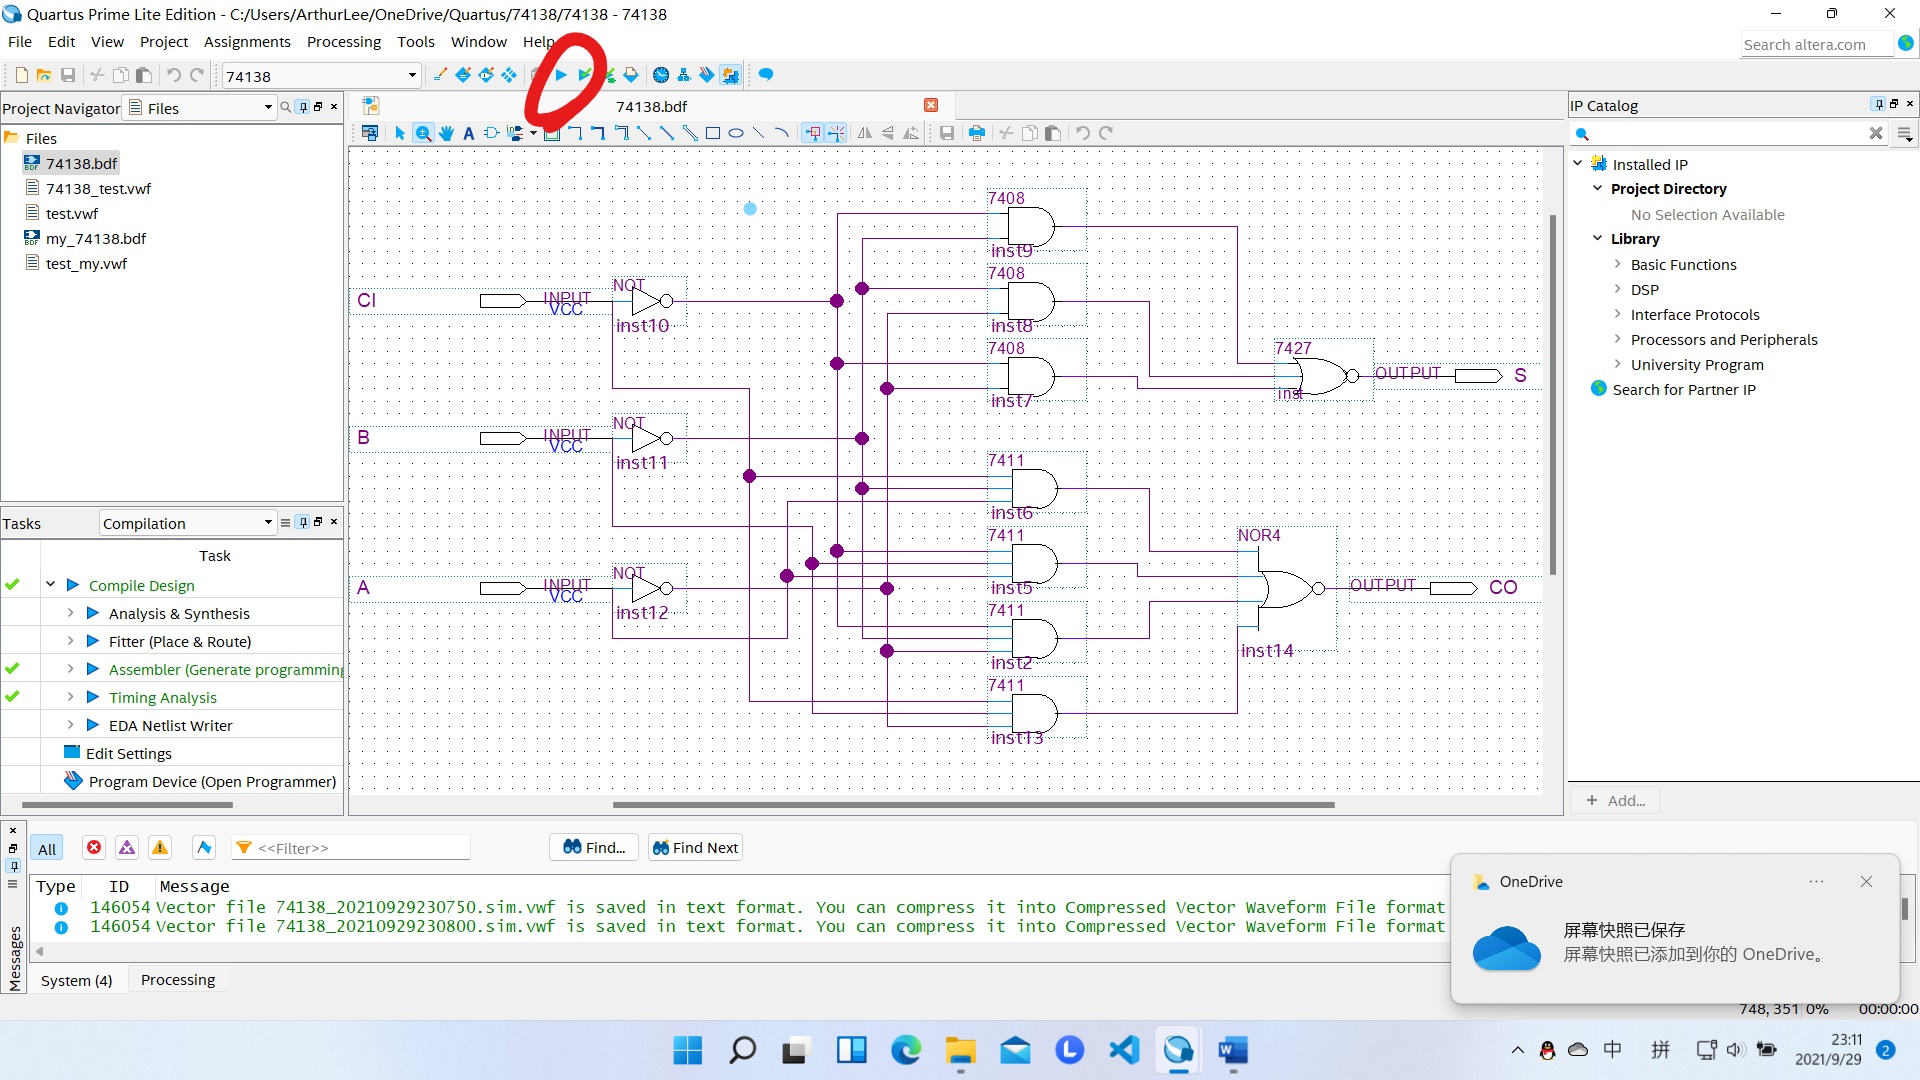 Quartus Prime Lite Edition - C:/Users/ArthurLee/OneDrive/Quartus/74138/74138 - 74138
File Edit View Project Assignments Processing Tools Window Help
Search altera.com
74138
Project Navigator Files
74138.bdf
IP Catalog
Files
74138.bdf
74138_test.vwf
test.vwf
my_74138.bdf
test_my.vwf
Tasks Compilation
Task
Compile Design
Analysis & Synthesis
Fitter (Place & Route)
Assembler (Generate programming
Timing Analysis
EDA Netlist Writer
Edit Settings
Program Device (Open Programmer)
7408
inst9
7408
inst8
7408
inst7
CI INPUT VCC NOT inst10
B INPUT VCC NOT inst11
A INPUT VCC NOT inst12
7411
inst6
7411
inst5
7411
inst2
7411
inst13
7427
inst
OUTPUT S
NOR4
inst14
OUTPUT CO
Installed IP
Project Directory
No Selection Available
Library
Basic Functions
DSP
Interface Protocols
Processors and Peripherals
University Program
Search for Partner IP
+ Add...
All <<Filter>> Find... Find Next
Type ID Message
146054 Vector file 74138_20210929230750.sim.vwf is saved in text format. You can compress it into Compressed Vector Waveform File format
146054 Vector file 74138_20210929230800.sim.vwf is saved in text format. You can compress it into Compressed Vector Waveform File format
Messages
System (4) Processing
OneDrive
屏幕快照已保存
屏幕快照已添加到你的 OneDrive。
748, 351 0% 00:00:00
中 拼
23:11
2021/9/29
2